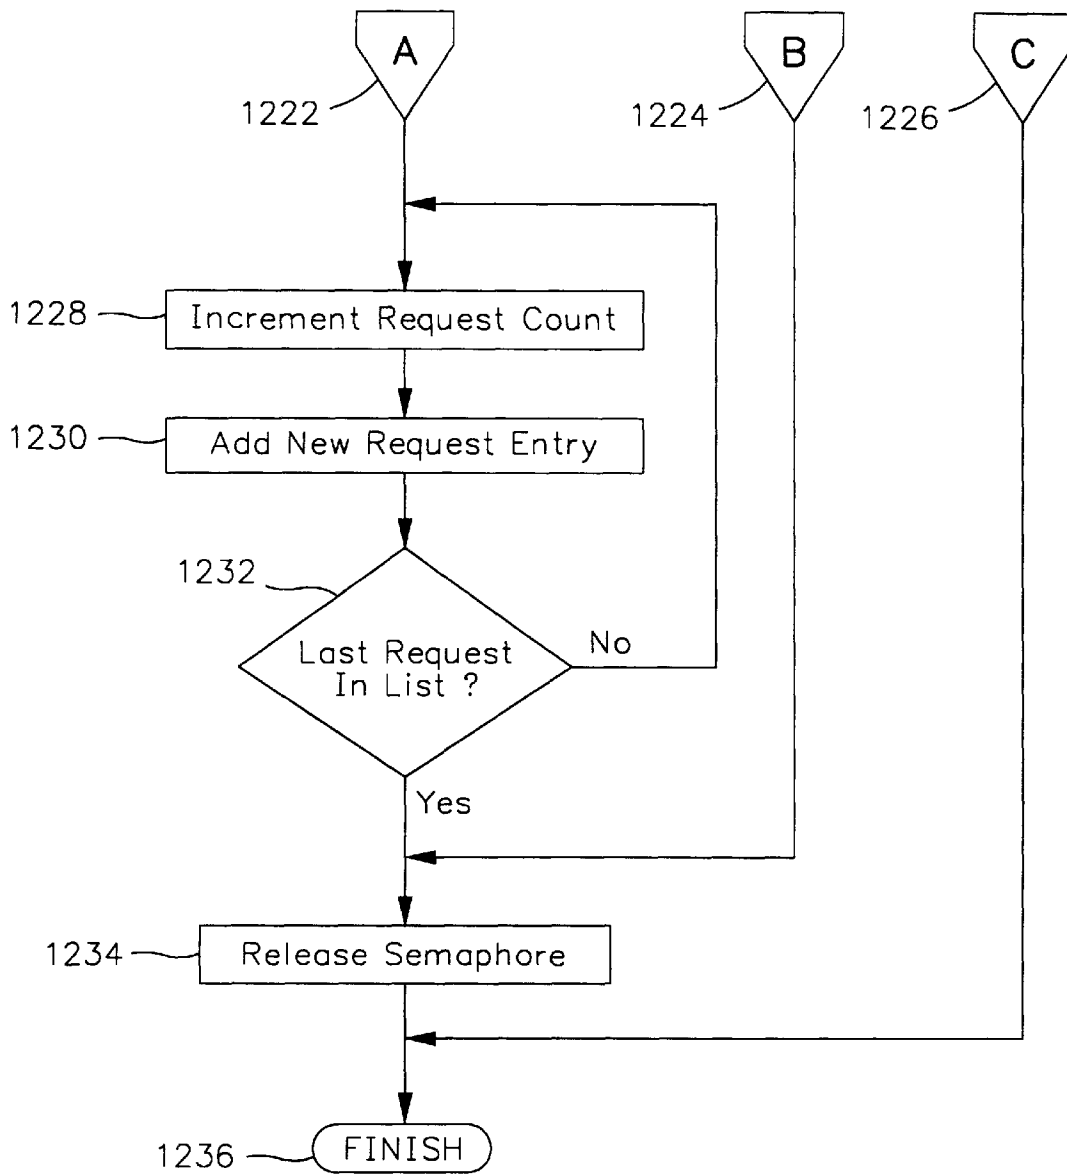 A
B
C
1222
1224
1226
1228
Increment Request Count
1230
Add New Request Entry
1232
Last Request
In List ?
No
Yes
1234
Release Semaphore
1236
FINISH